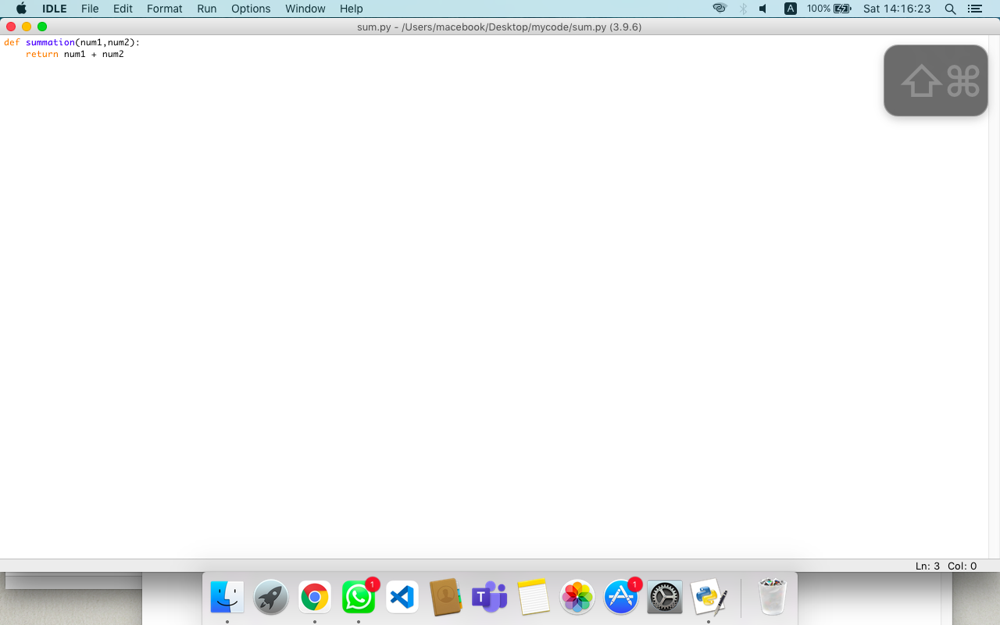 IDLE File Edit Format Run Options Window Help A 100% Sat 14:16:23
sum.py - /Users/macebook/Desktop/mycode/sum.py (3.9.6)
def summation(num1,num2):
    return num1 + num2
⇧⌘
Ln: 3 Col: 0
1
T
1